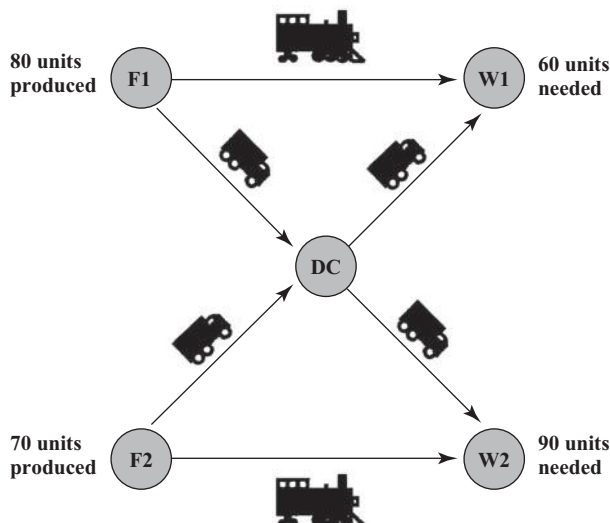 80 units
produced
F1
W1
60 units
needed
DC
70 units
produced
F2
W2
90 units
needed